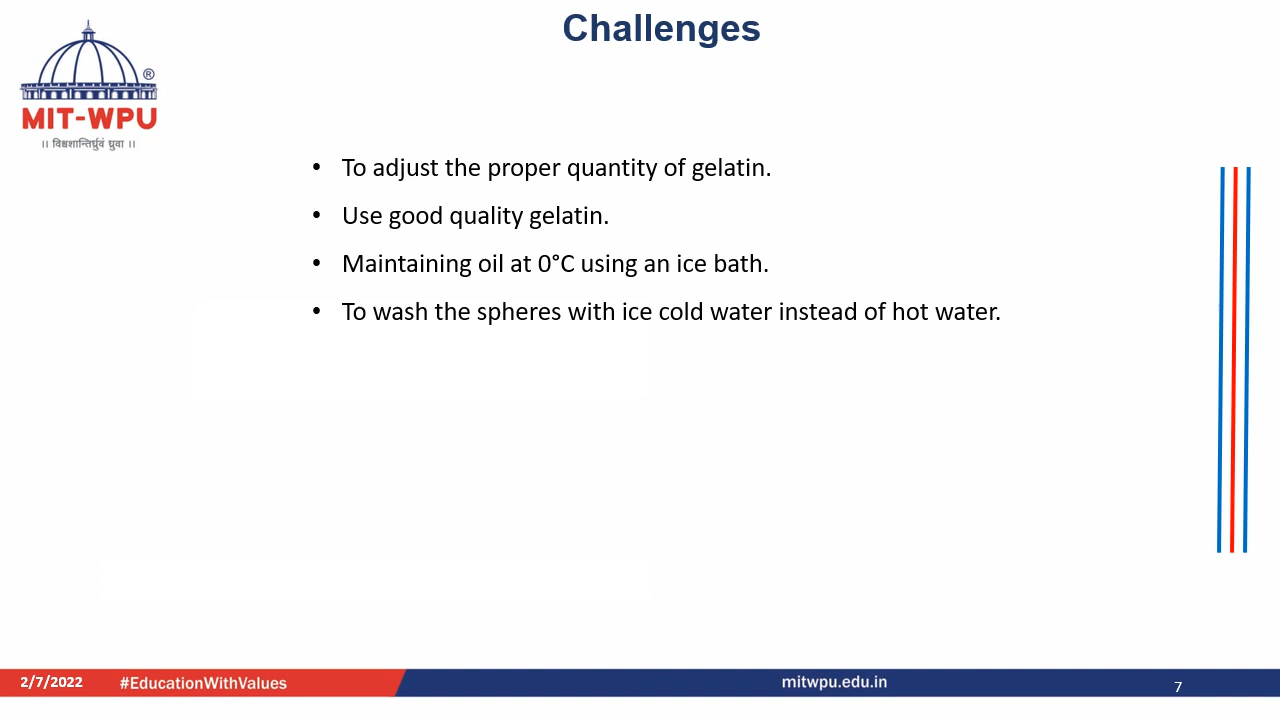 Challenges
®
MIT-WPU
।। विश्वशान्तिर्ध्रुवं ध्रुवा ।।
• To adjust the proper quantity of gelatin.
• Use good quality gelatin.
• Maintaining oil at 0°C using an ice bath.
• To wash the spheres with ice cold water instead of hot water.
2/7/2022 #EducationWithValues mitwpu.edu.in 7